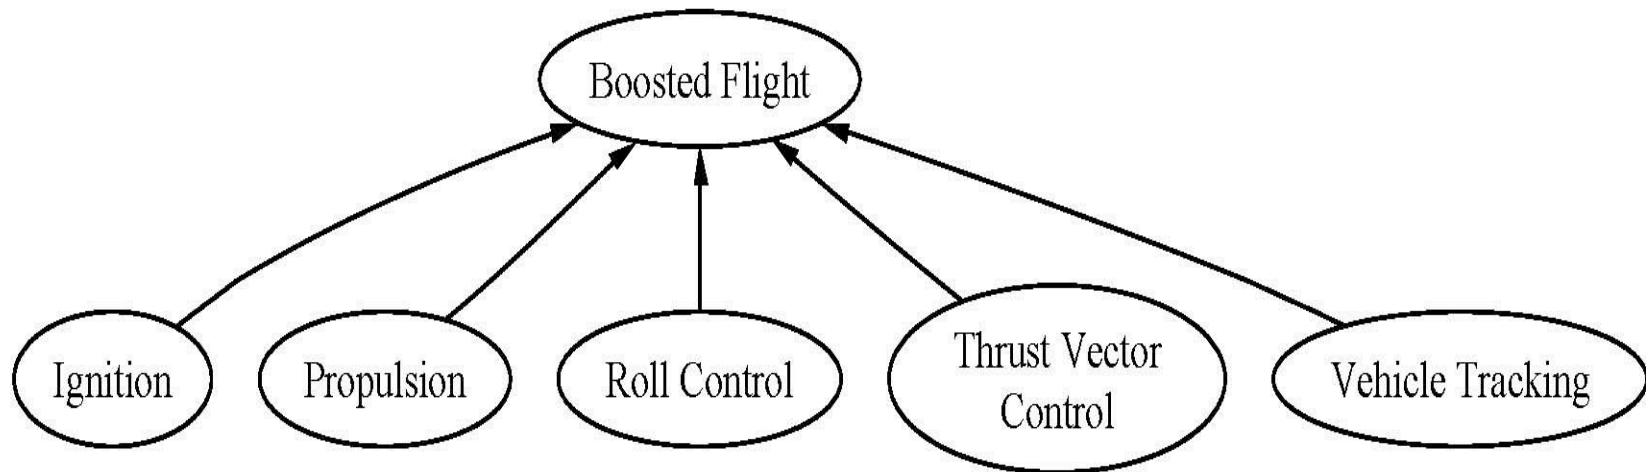 Boosted Flight
Ignition
Propulsion
Roll Control
Thrust Vector
Control
Vehicle Tracking